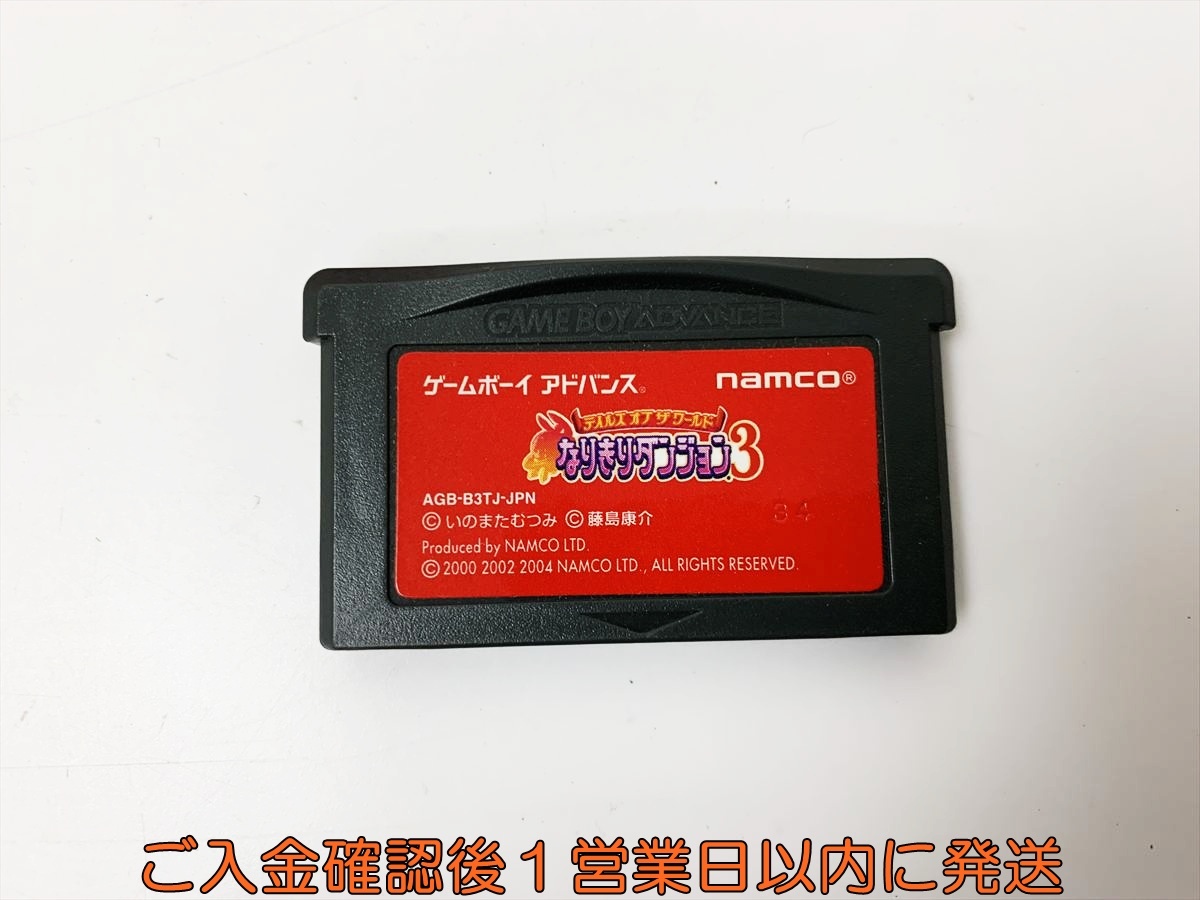 GAME BOY ADVANCE
ゲームボーイ アドバンス® namco®
テイルズ オブ ザ ワールド
なりきりダンジョン3
AGB-B3TJ-JPN
© いのまたむつみ © 藤島康介
34
Produced by NAMCO LTD.
© 2000 2002 2004 NAMCO LTD., ALL RIGHTS RESERVED.
ご入金確認後１営業日以内に発送